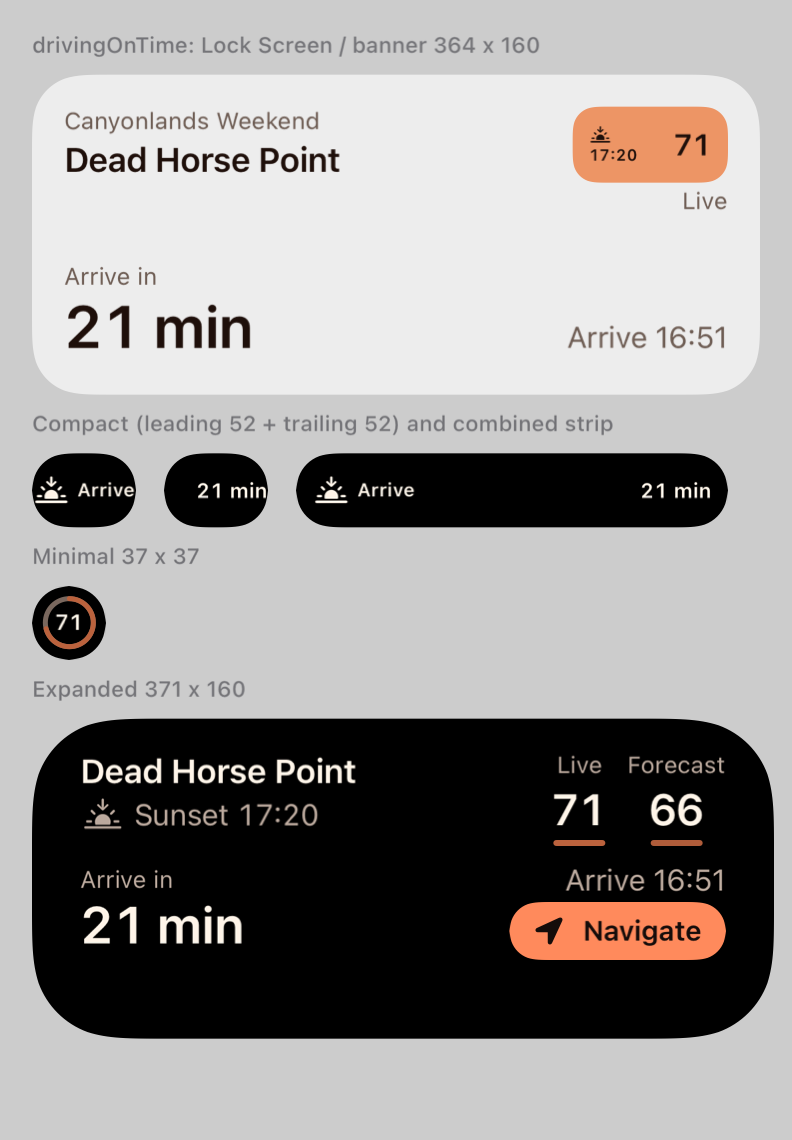 drivingOnTime: Lock Screen / banner 364 x 160
Canyonlands Weekend
Dead Horse Point
17:20
71
Live
Arrive in
21 min
Arrive 16:51
Compact (leading 52 + trailing 52) and combined strip
Arrive
21 min
Arrive
21 min
Minimal 37 x 37
71
Expanded 371 x 160
Dead Horse Point
Sunset 17:20
Live
Forecast
71
66
Arrive in
21 min
Arrive 16:51
Navigate